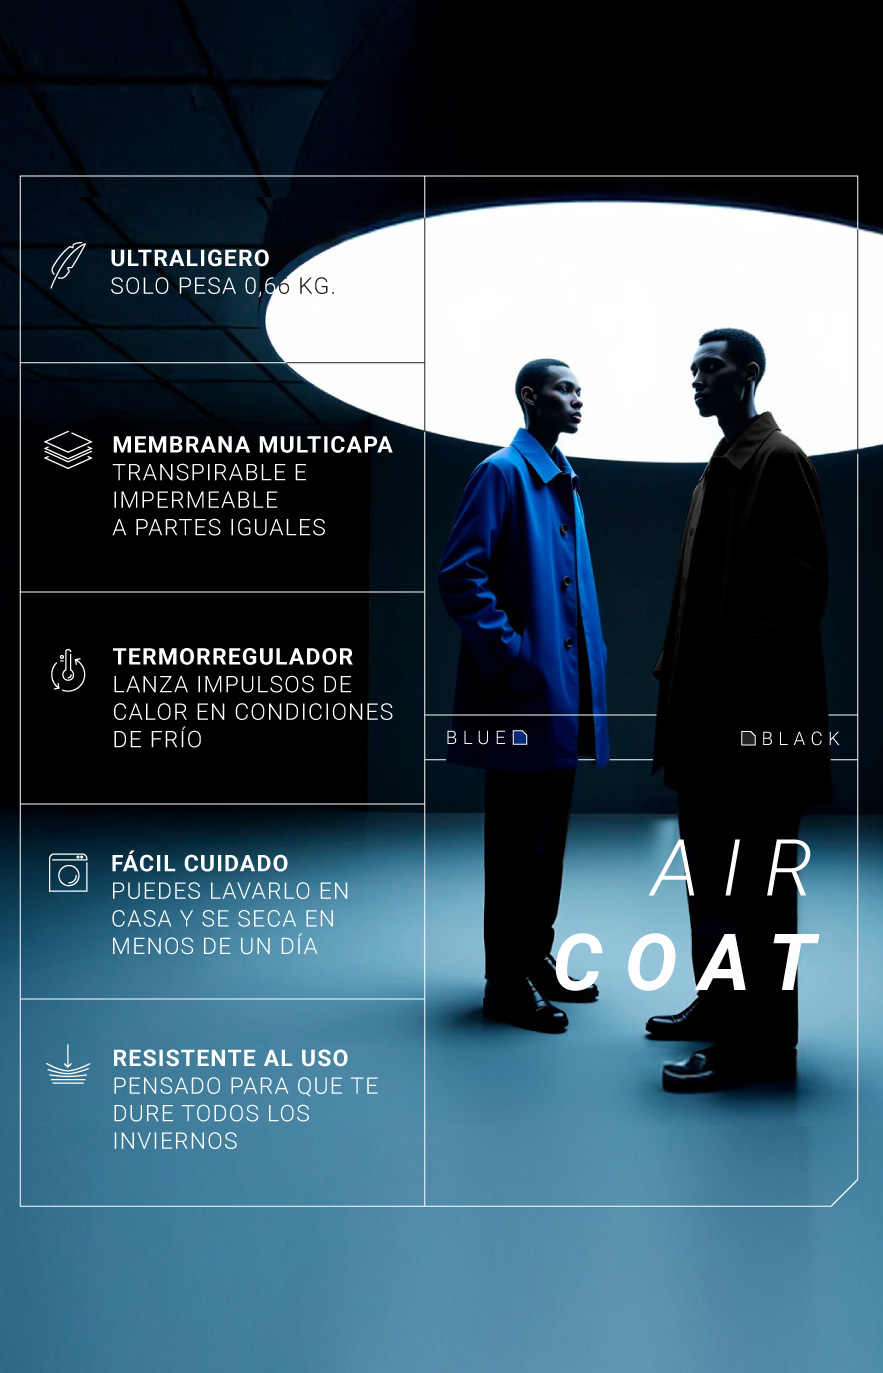 ULTRALIGERO
SOLO PESA 0,66 KG.
MEMBRANA MULTICAPA
TRANSPIRABLE E
IMPERMEABLE
A PARTES IGUALES
TERMORREGULADOR
LANZA IMPULSOS DE
CALOR EN CONDICIONES
DE FRÍO
FÁCIL CUIDADO
PUEDES LAVARLO EN
CASA Y SE SECA EN
MENOS DE UN DÍA
RESISTENTE AL USO
PENSADO PARA QUE TE
DURE TODOS LOS
INVIERNOS
BLUE
BLACK
AIR
COAT